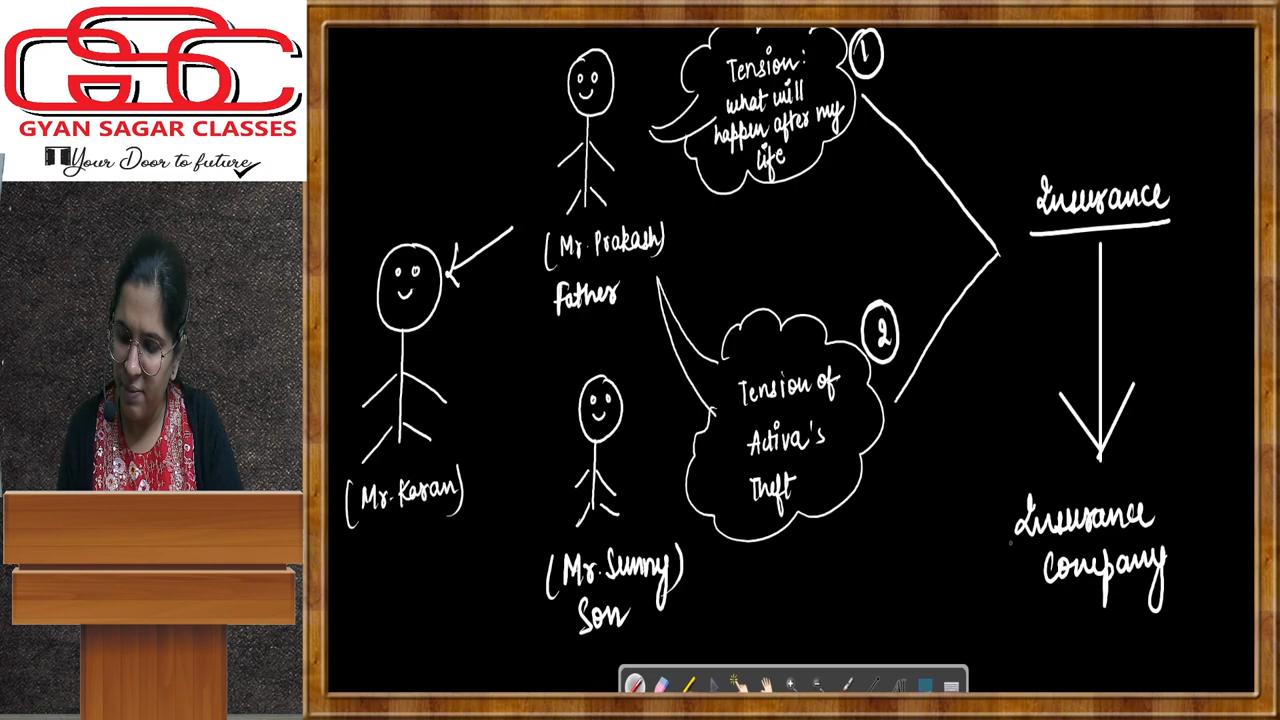 GSC
GYAN SAGAR CLASSES
Your Door to future
Tension:
what will
happen after my
life
1
(Mr. Prakash)
father
(Mr. Karan)
Tension of
Activa's
Theft
2
(Mr. Sunny)
Son
Insurance
Insurance
company